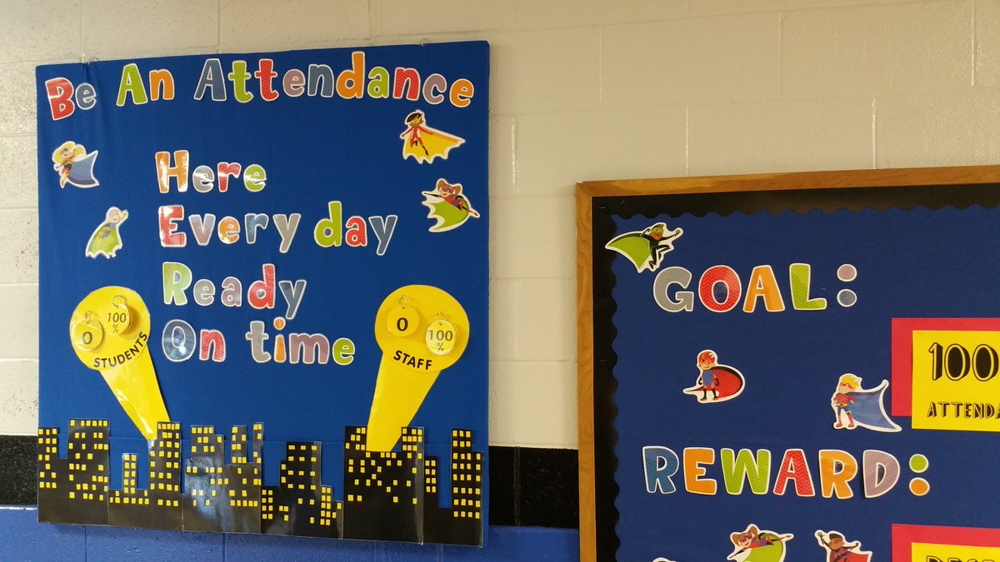 Be An Attendance
Here
Every day
Ready
On time
0 100 %
STUDENTS
0 100 %
STAFF
GOAL:
100
REWARD: